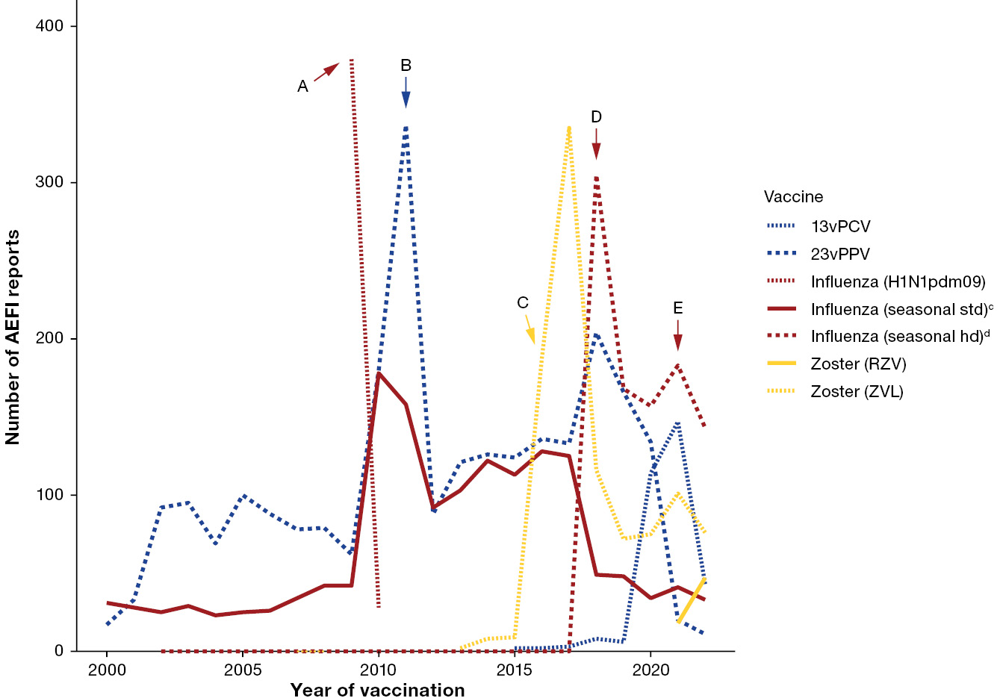 400
300
200
100
0
Number of AEFI reports
2000 2005 2010 2015 2020
Year of vaccination
A
B
C
D
E
Vaccine
13vPCV
23vPPV
Influenza (H1N1pdm09)
Influenza (seasonal std)ᶜ
Influenza (seasonal hd)ᵈ
Zoster (RZV)
Zoster (ZVL)